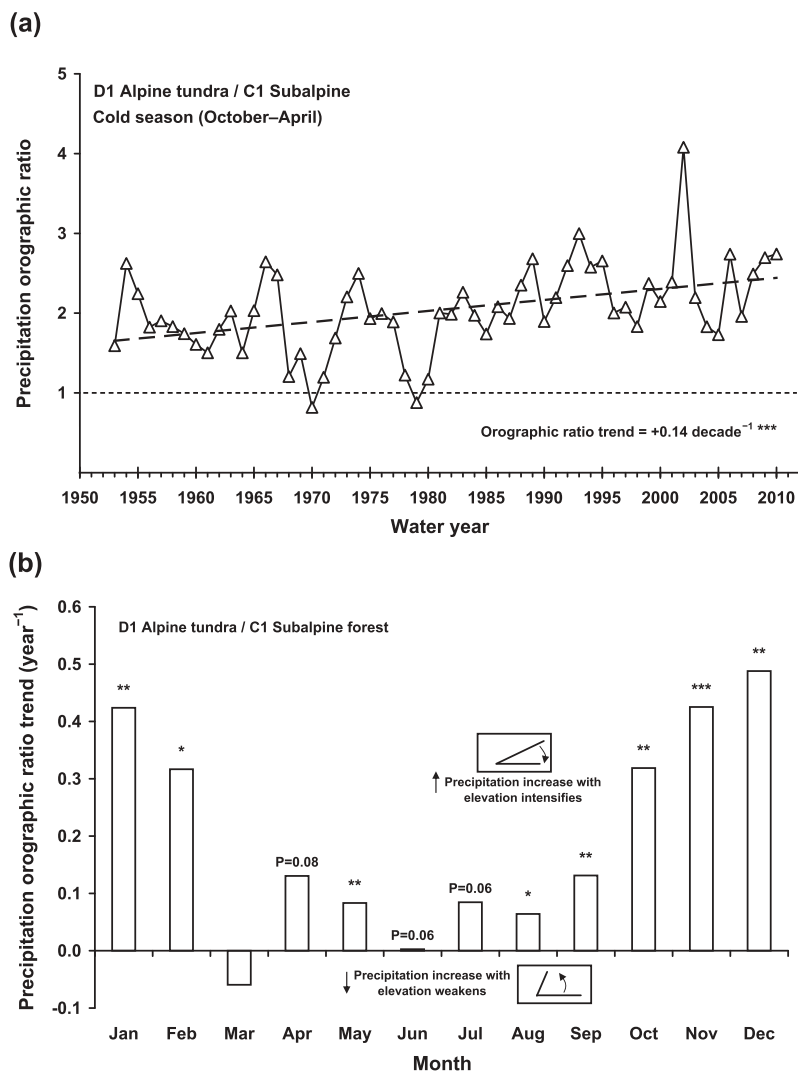 (a)
D1 Alpine tundra / C1 Subalpine
Cold season (October–April)
Precipitation orographic ratio
5
4
3
2
1
Orographic ratio trend = +0.14 decade⁻¹ ***
1950 1955 1960 1965 1970 1975 1980 1985 1990 1995 2000 2005 2010
Water year
(b)
D1 Alpine tundra / C1 Subalpine forest
Precipitation orographic ratio trend (year⁻¹)
0.6
0.5
0.4
0.3
0.2
0.1
0.0
-0.1
**
*
P=0.08
**
P=0.06
P=0.06
*
**
**
***
**
↑ Precipitation increase with
elevation intensifies
↓ Precipitation increase with
elevation weakens
Jan Feb Mar Apr May Jun Jul Aug Sep Oct Nov Dec
Month